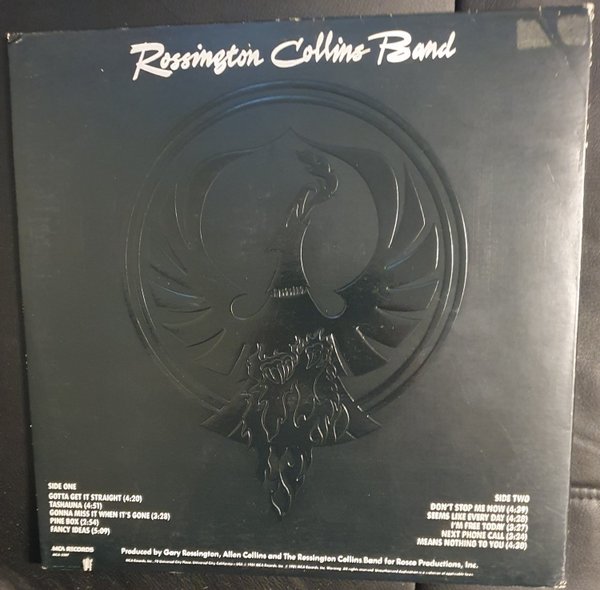 Rossington Collins Band
SIDE ONE
GOTTA GET IT STRAIGHT (4:20)
TASHAUNA (4:51)
GONNA MISS IT WHEN IT'S GONE (3:28)
PINE BOX (2:54)
FANCY IDEAS (5:09)
SIDE TWO
DON'T STOP ME NOW (4:39)
SEEMS LIKE EVERY DAY (4:28)
I'M FREE TODAY (3:27)
NEXT PHONE CALL (3:24)
MEANS NOTHING TO YOU (4:30)
MCA RECORDS
Produced by Gary Rossington, Allen Collins and The Rossington Collins Band for Rosco Productions, Inc.